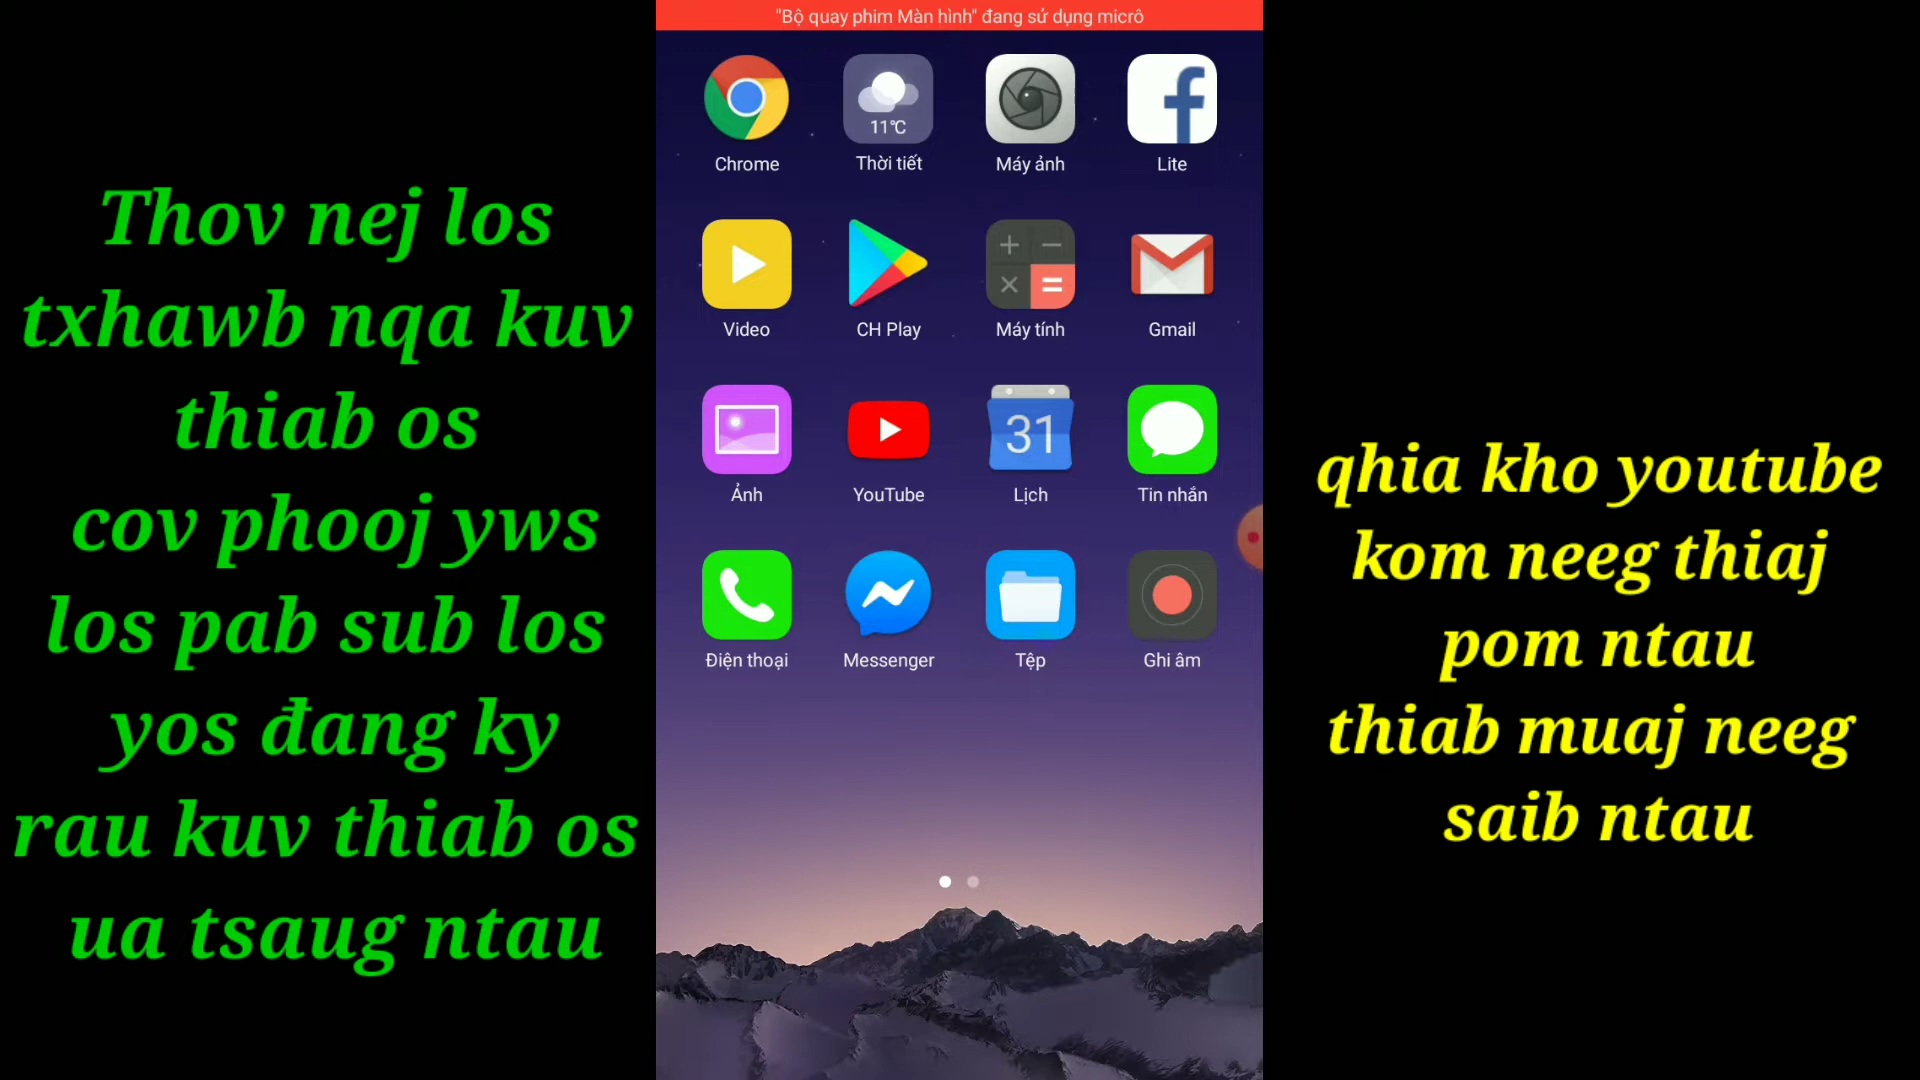 "Bộ quay phim Màn hình" đang sử dụng micrô
Thov nej los
txhawb nqa kuv
thiab os
cov phooj yws
los pab sub los
yos đang ky
rau kuv thiab os
ua tsaug ntau
11°C
Chrome
Thời tiết
Máy ảnh
Lite
Video
CH Play
Máy tính
Gmail
31
Ảnh
YouTube
Lịch
Tin nhắn
Điện thoại
Messenger
Tệp
Ghi âm
qhia kho youtube
kom neeg thiaj
pom ntau
thiab muaj neeg
saib ntau